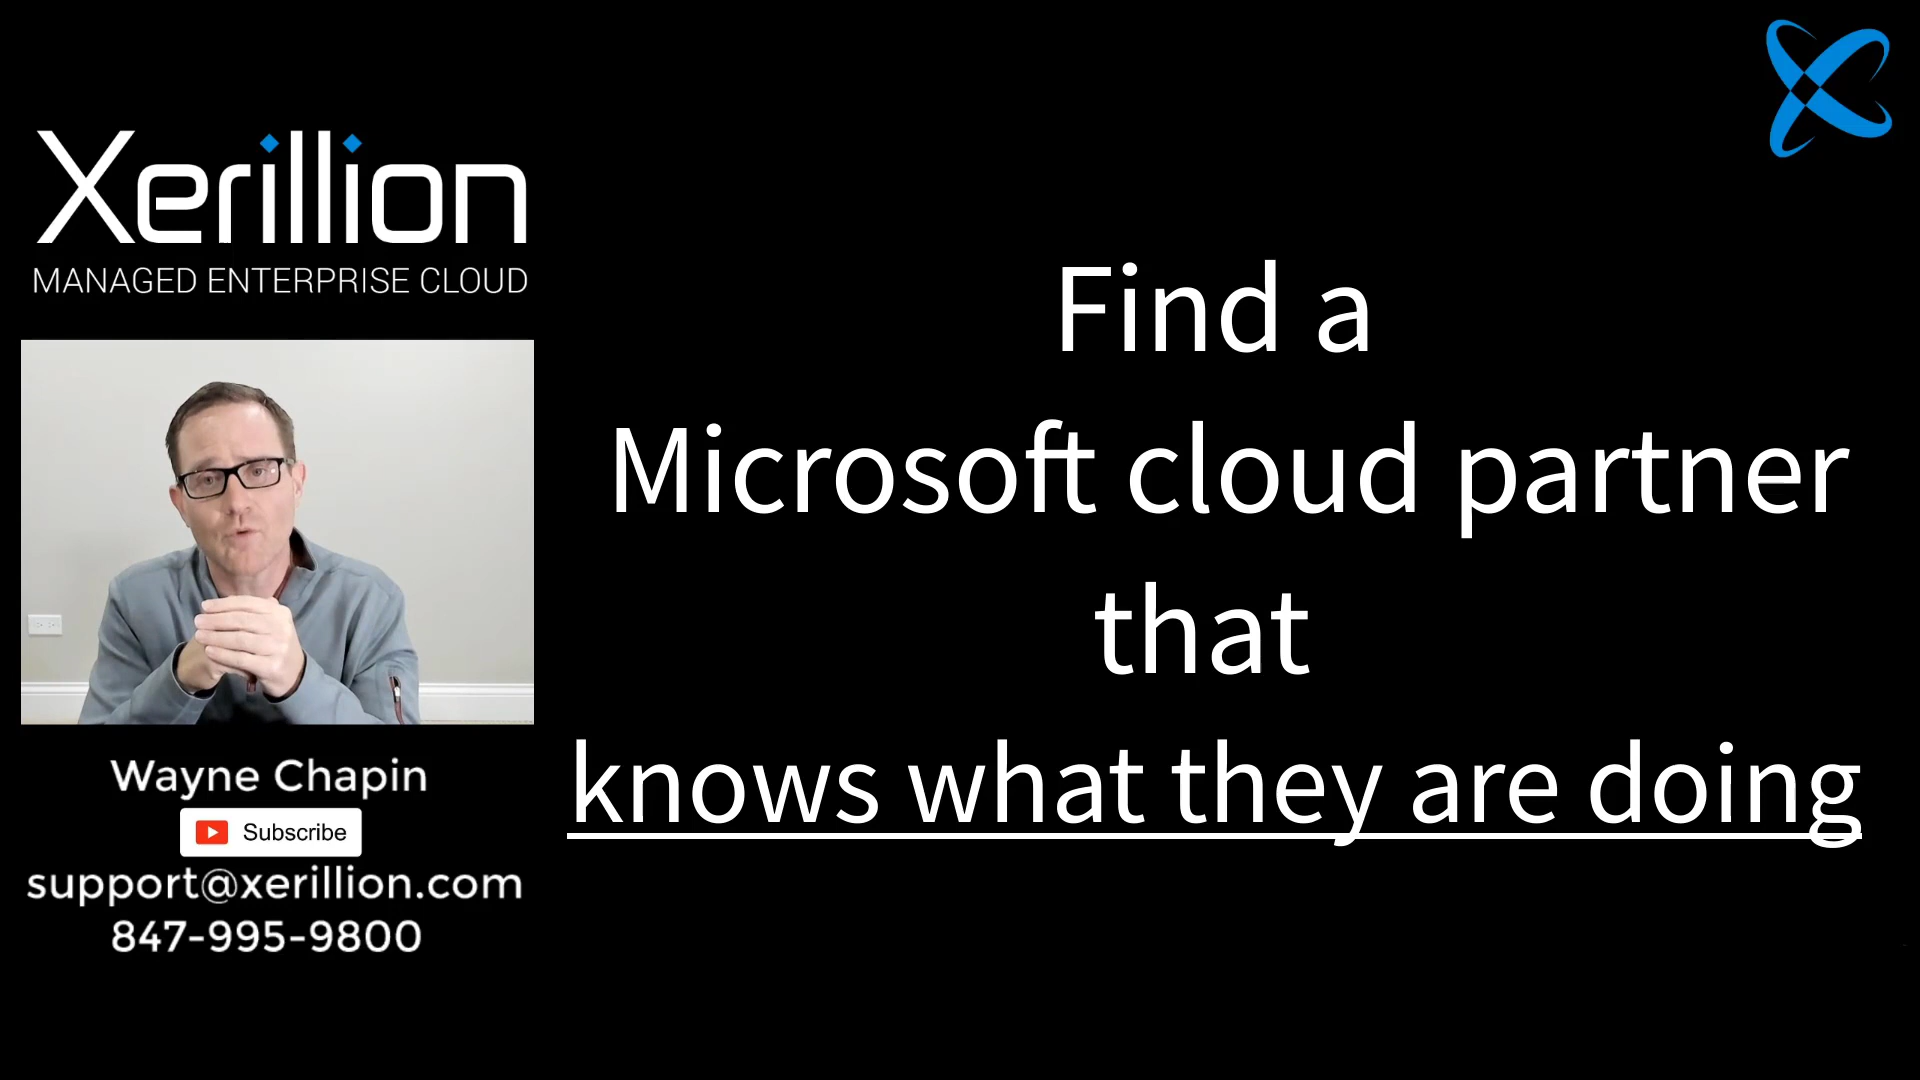 Xerillion
MANAGED ENTERPRISE CLOUD
Wayne Chapin
Subscribe
support@xerillion.com
847-995-9800
Find a
Microsoft cloud partner
that
knows what they are doing